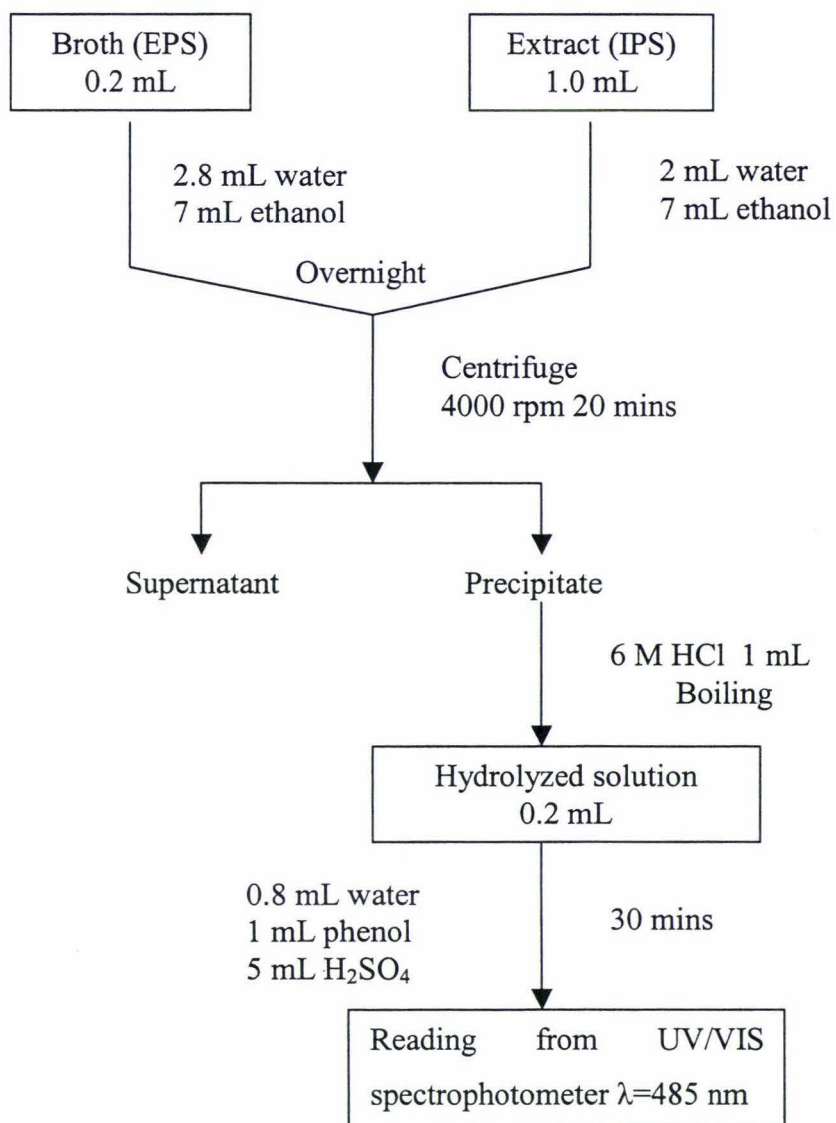 Broth (EPS)
0.2 mL
Extract (IPS)
1.0 mL
2.8 mL water
7 mL ethanol
2 mL water
7 mL ethanol
Overnight
Centrifuge
4000 rpm 20 mins
Supernatant
Precipitate
6 M HCl 1 mL
Boiling
Hydrolyzed solution
0.2 mL
0.8 mL water
1 mL phenol
5 mL H₂SO₄
30 mins
Reading from UV/VIS
spectrophotometer λ=485 nm